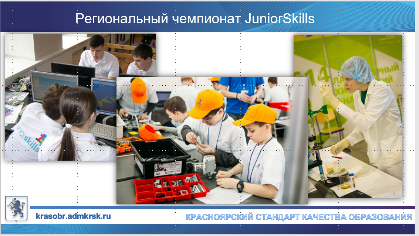 Региональный чемпионат JuniorSkills
krasobr.admkrsk.ru
КРАСНОЯРСКИЙ СТАНДАРТ КАЧЕСТВА ОБРАЗОВАНИЯ